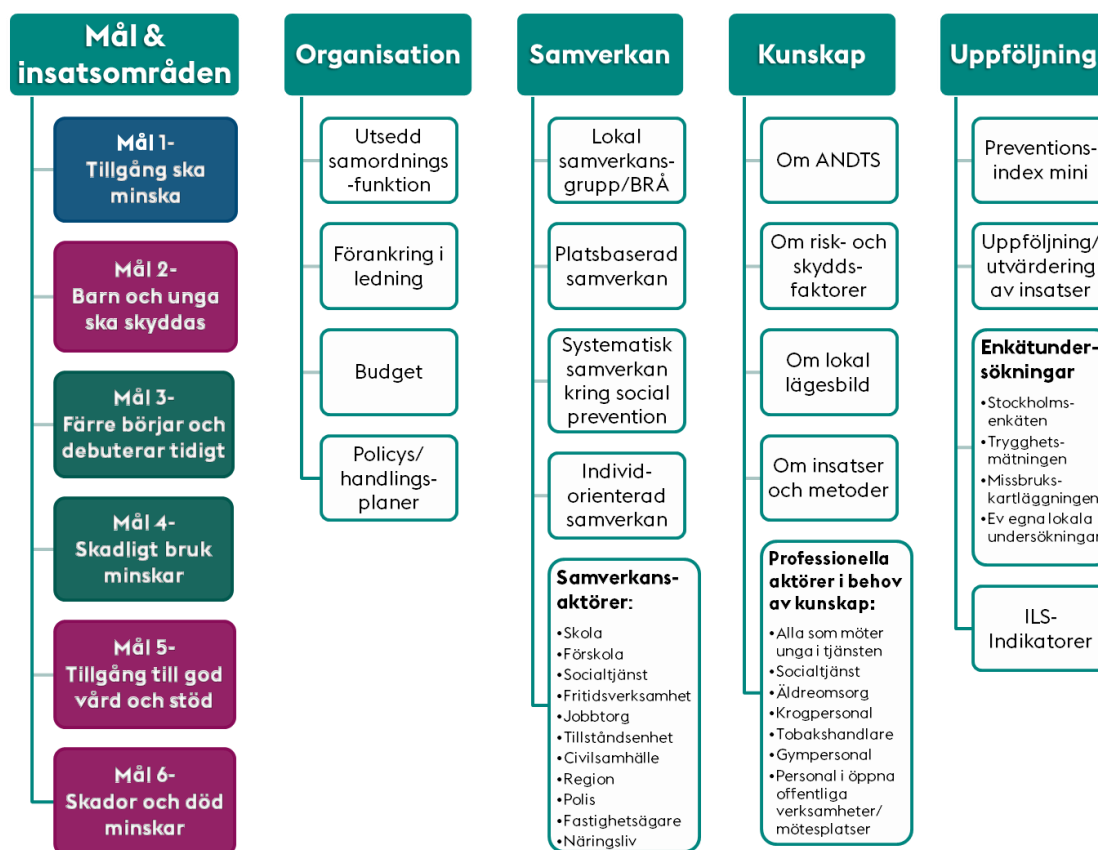 Mål &
insatsområden
Mål 1-
Tillgång ska
minska
Mål 2-
Barn och unga
ska skyddas
Mål 3-
Färre börjar och
debuterar tidigt
Mål 4-
Skadligt bruk
minskar
Mål 5-
Tillgång till god
vård och stöd
Mål 6-
Skador och död
minskar
Organisation
Utsedd
samordnings
-funktion
Förankring i
ledning
Budget
Policys/
handlings-
planer
Samverkan
Lokal
samverkans-
grupp/BRÅ
Platsbaserad
samverkan
Systematisk
samverkan
kring social
prevention
Individ-
orienterad
samverkan
Samverkans-
aktörer:
•Skola
•Förskola
•Socialtjänst
•Fritidsverksamhet
•Jobbtorg
•Tillståndsenhet
•Civilsamhälle
•Region
•Polis
•Fastighetsägare
•Näringsliv
Kunskap
Om ANDTS
Om risk- och
skydds-
faktorer
Om lokal
lägesbild
Om insatser
och metoder
Professionella
aktörer i behov
av kunskap:
•Alla som möter
unga i tjänsten
•Socialtjänst
•Äldreomsorg
•Krogpersonal
•Tobakshandlare
•Gympersonal
•Personal i öppna
offentliga
verksamheter/
mötesplatser
Uppföljning
Preventions-
index mini
Uppföljning/
utvärdering
av insatser
Enkätunder-
sökningar
•Stockholms-
enkäten
•Trygghets-
mätningen
•Missbruks-
kartläggningen
•Ev egna lokala
undersökningar
ILS-
Indikatorer